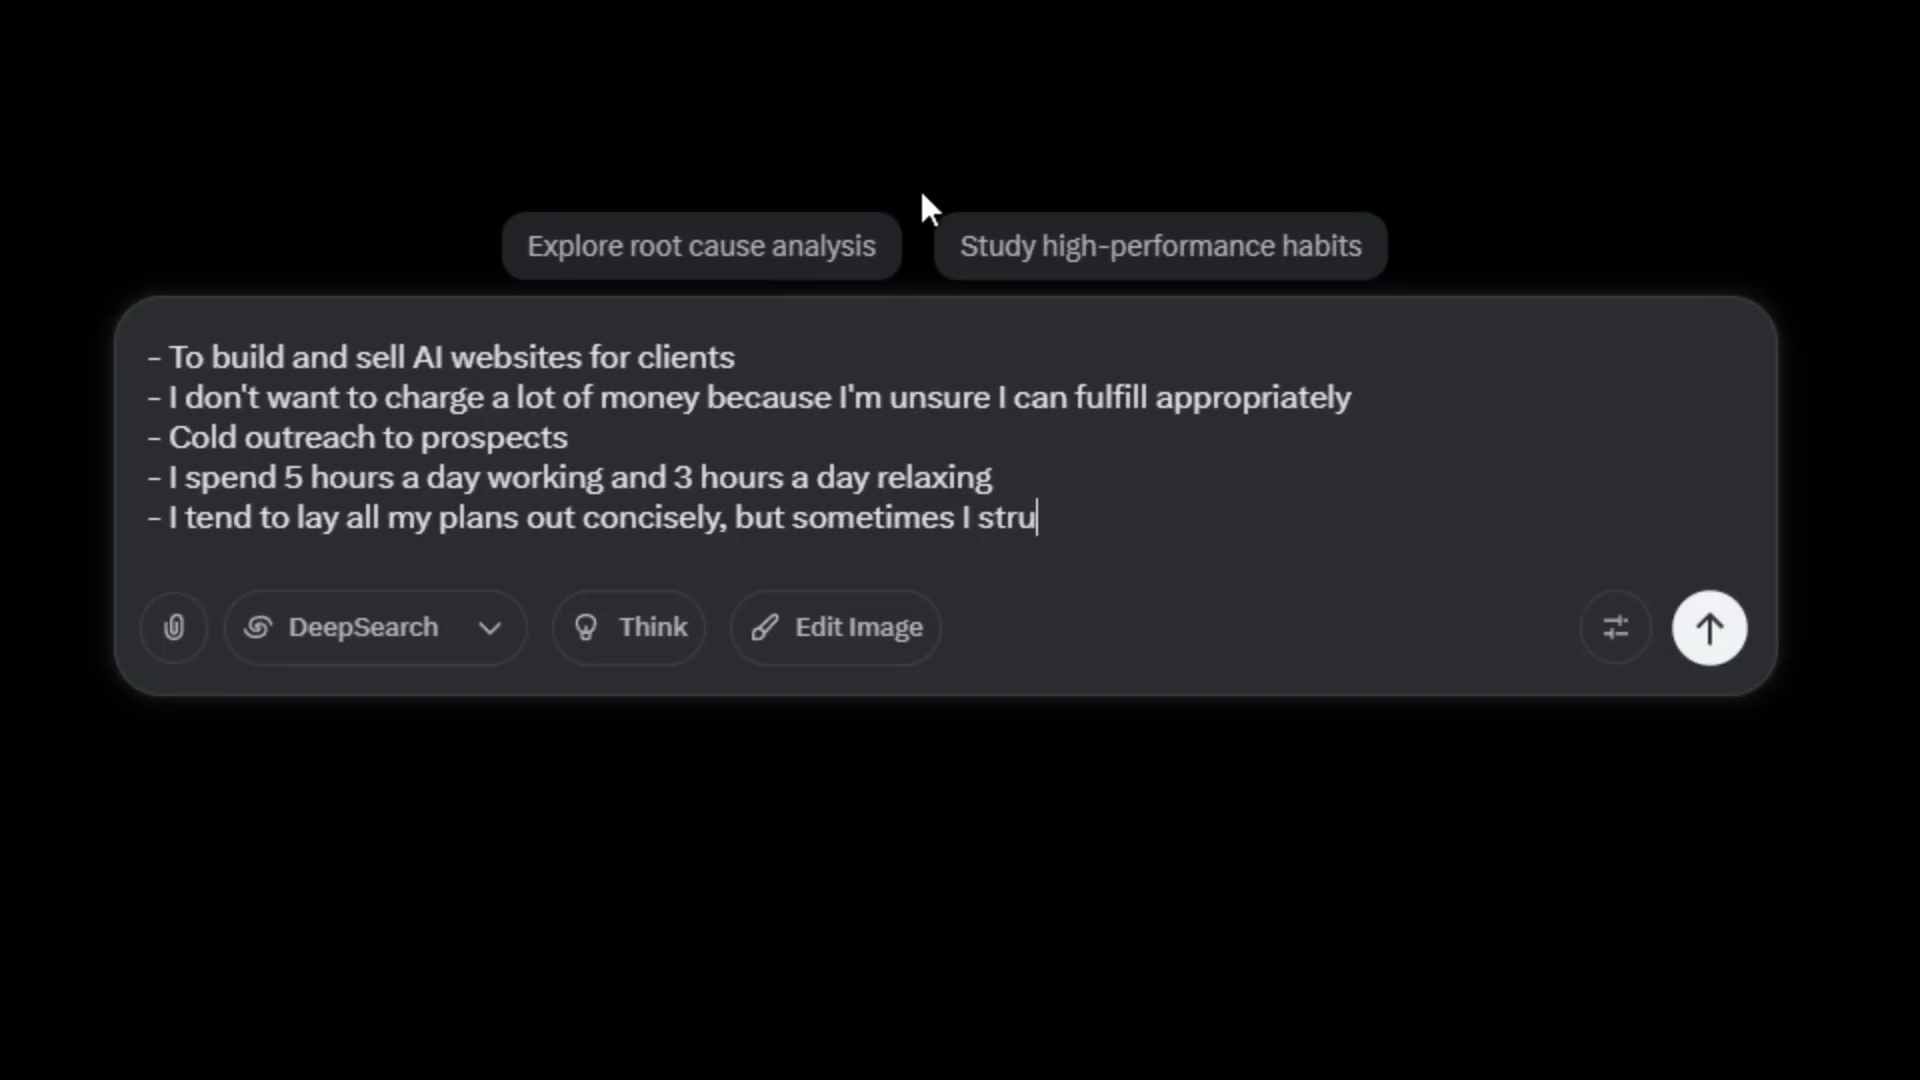 Explore root cause analysis
Study high-performance habits
- To build and sell AI websites for clients
- I don't want to charge a lot of money because I'm unsure I can fulfill appropriately
- Cold outreach to prospects
- I spend 5 hours a day working and 3 hours a day relaxing
- I tend to lay all my plans out concisely, but sometimes I stru
DeepSearch
Think
Edit Image